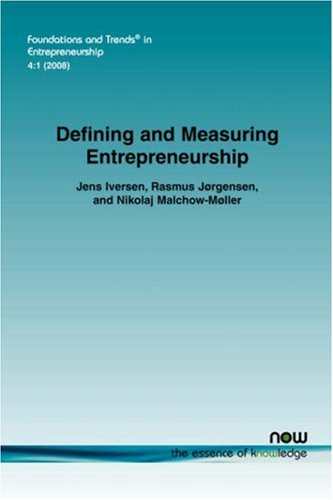 Foundations and Trends® in
Entrepreneurship
4:1 (2008)
Defining and Measuring
Entrepreneurship
Jens Iversen, Rasmus Jørgensen,
and Nikolaj Malchow-Møller
now
the essence of knowledge